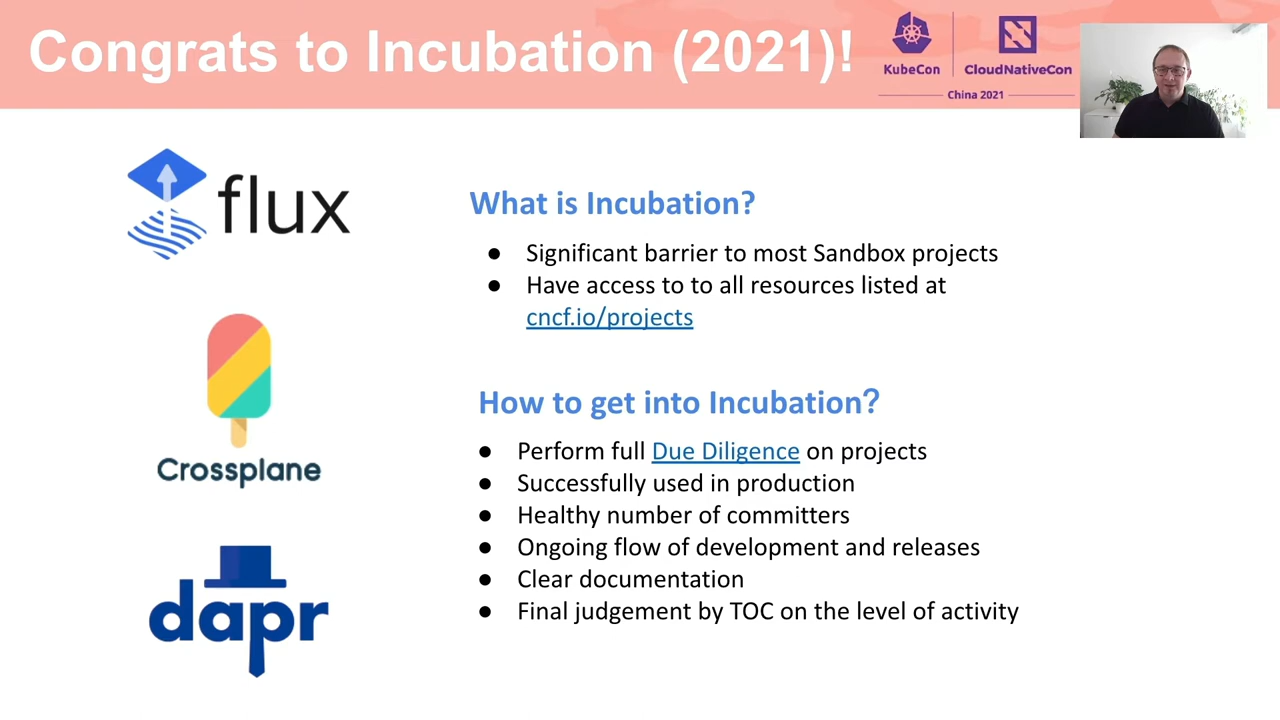 Congrats to Incubation (2021)!
KubeCon
CloudNativeCon
China 2021
flux
Crossplane
dapr
What is Incubation?
● Significant barrier to most Sandbox projects
● Have access to to all resources listed at
cncf.io/projects
How to get into Incubation?
● Perform full Due Diligence on projects
● Successfully used in production
● Healthy number of committers
● Ongoing flow of development and releases
● Clear documentation
● Final judgement by TOC on the level of activity